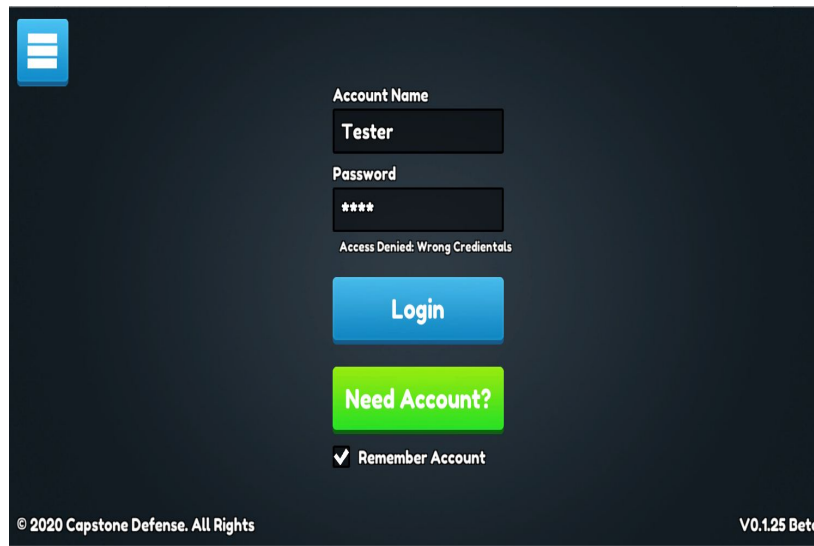 Account Name
Tester
Password
****
Access Denied: Wrong Credientals
Login
Need Account?
Remember Account
© 2020 Capstone Defense. All Rights
V0.1.25 Beta